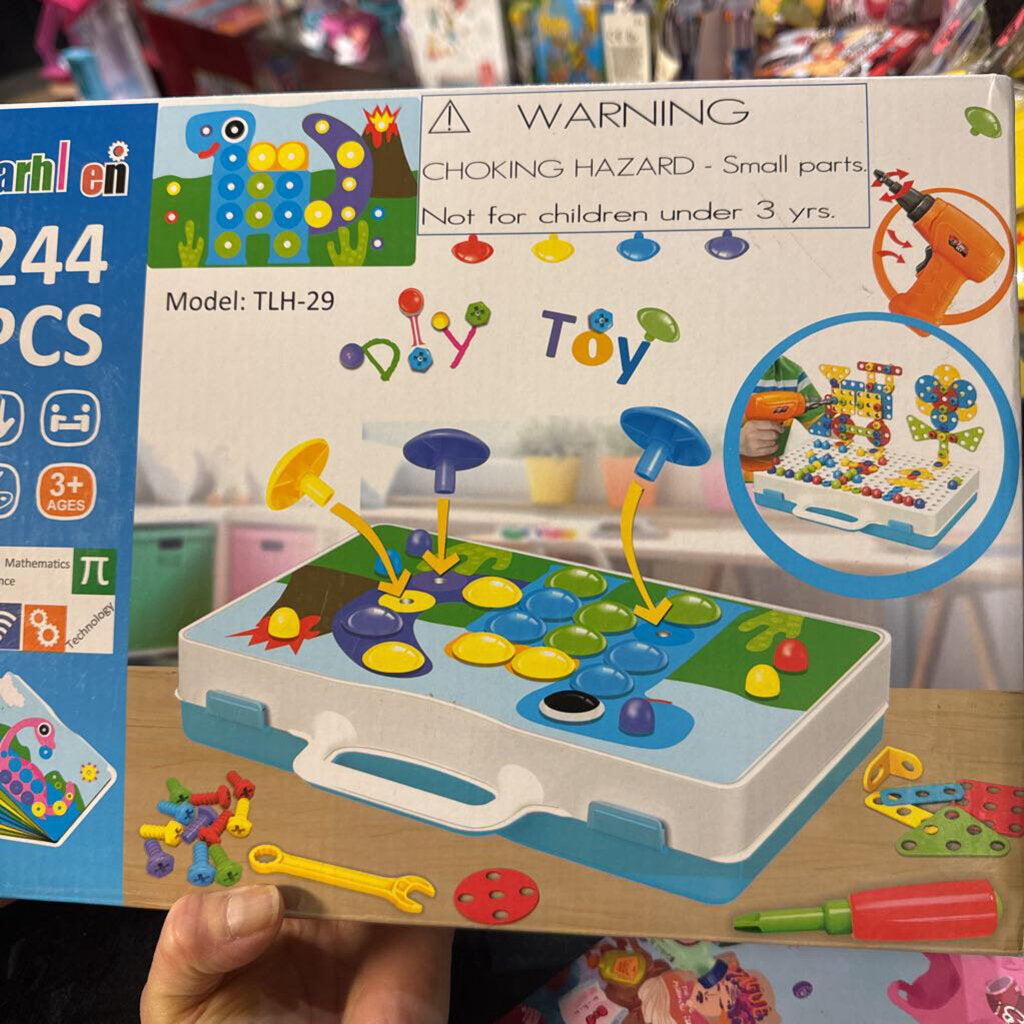 arhl en
244
PCS
3+
AGES
Mathematics
nce
π
Technology
WARNING
CHOKING HAZARD - Small parts.
Not for children under 3 yrs.
Model: TLH-29
DIY Toy